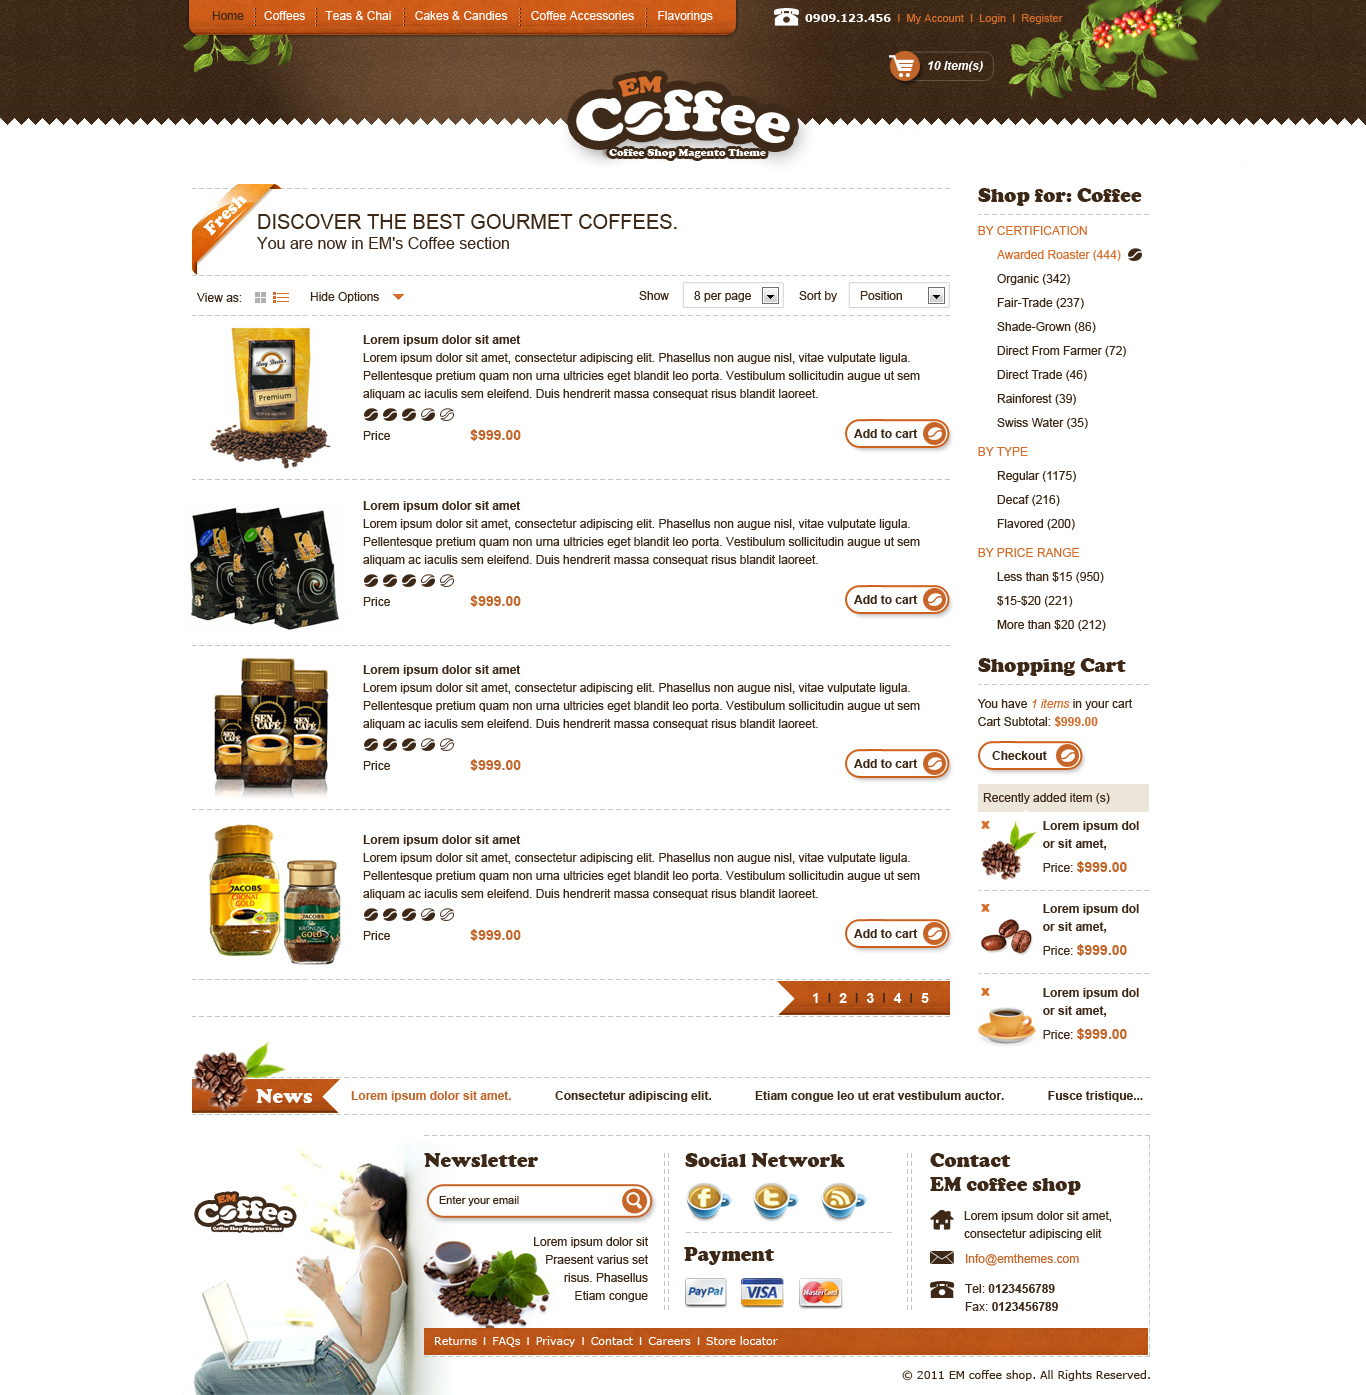 Home Coffees Teas & Chai Cakes & Candies Coffee Accessories Flavorings
0909.123.456 I My Account I Login I Register
10 Item(s)
EM
Coffee
Coffee Shop Magento Theme
Fresh
DISCOVER THE BEST GOURMET COFFEES.
You are now in EM's Coffee section
View as: Hide Options Show 8 per page Sort by Position
Premium
Lorem ipsum dolor sit amet
Lorem ipsum dolor sit amet, consectetur adipiscing elit. Phasellus non augue nisl, vitae vulputate ligula.
Pellentesque pretium quam non urna ultricies eget blandit leo porta. Vestibulum sollicitudin augue ut sem
aliquam ac iaculis sem eleifend. Duis hendrerit massa consequat risus blandit laoreet.
Price $999.00
Add to cart
Lorem ipsum dolor sit amet
Lorem ipsum dolor sit amet, consectetur adipiscing elit. Phasellus non augue nisl, vitae vulputate ligula.
Pellentesque pretium quam non urna ultricies eget blandit leo porta. Vestibulum sollicitudin augue ut sem
aliquam ac iaculis sem eleifend. Duis hendrerit massa consequat risus blandit laoreet.
Price $999.00
Add to cart
SEN
CAFÉ
Lorem ipsum dolor sit amet
Lorem ipsum dolor sit amet, consectetur adipiscing elit. Phasellus non augue nisl, vitae vulputate ligula.
Pellentesque pretium quam non urna ultricies eget blandit leo porta. Vestibulum sollicitudin augue ut sem
aliquam ac iaculis sem eleifend. Duis hendrerit massa consequat risus blandit laoreet.
Price $999.00
Add to cart
JACOBS
CRONAT
GOLD
JACOBS
KRÖNUNG
GOLD
Lorem ipsum dolor sit amet
Lorem ipsum dolor sit amet, consectetur adipiscing elit. Phasellus non augue nisl, vitae vulputate ligula.
Pellentesque pretium quam non urna ultricies eget blandit leo porta. Vestibulum sollicitudin augue ut sem
aliquam ac iaculis sem eleifend. Duis hendrerit massa consequat risus blandit laoreet.
Price $999.00
Add to cart
1 I 2 I 3 I 4 I 5
Shop for: Coffee
BY CERTIFICATION
Awarded Roaster (444)
Organic (342)
Fair-Trade (237)
Shade-Grown (86)
Direct From Farmer (72)
Direct Trade (46)
Rainforest (39)
Swiss Water (35)
BY TYPE
Regular (1175)
Decaf (216)
Flavored (200)
BY PRICE RANGE
Less than $15 (950)
$15-$20 (221)
More than $20 (212)
Shopping Cart
You have 1 items in your cart
Cart Subtotal: $999.00
Checkout
Recently added item (s)
x Lorem ipsum dol
or sit amet,
Price: $999.00
x Lorem ipsum dol
or sit amet,
Price: $999.00
x Lorem ipsum dol
or sit amet,
Price: $999.00
News Lorem ipsum dolor sit amet. Consectetur adipiscing elit. Etiam congue leo ut erat vestibulum auctor. Fusce tristique...
EM
Coffee
Coffee Shop Magento Theme
Newsletter
Enter your email
Lorem ipsum dolor sit
Praesent varius set
risus. Phasellus
Etiam congue
Social Network
Payment
PayPal VISA MasterCard
Contact
EM coffee shop
Lorem ipsum dolor sit amet,
consectetur adipiscing elit
Info@emthemes.com
Tel: 0123456789
Fax: 0123456789
Returns I FAQs I Privacy I Contact I Careers I Store locator
© 2011 EM coffee shop. All Rights Reserved.